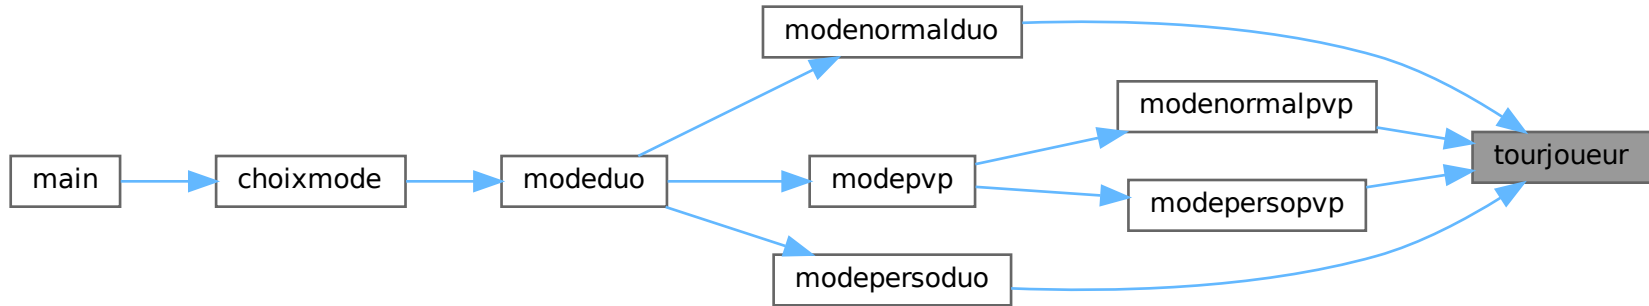 main
choixmode
modeduo
modenormalduo
modepvp
modepersoduo
modenormalpvp
modepersopvp
tourjoueur